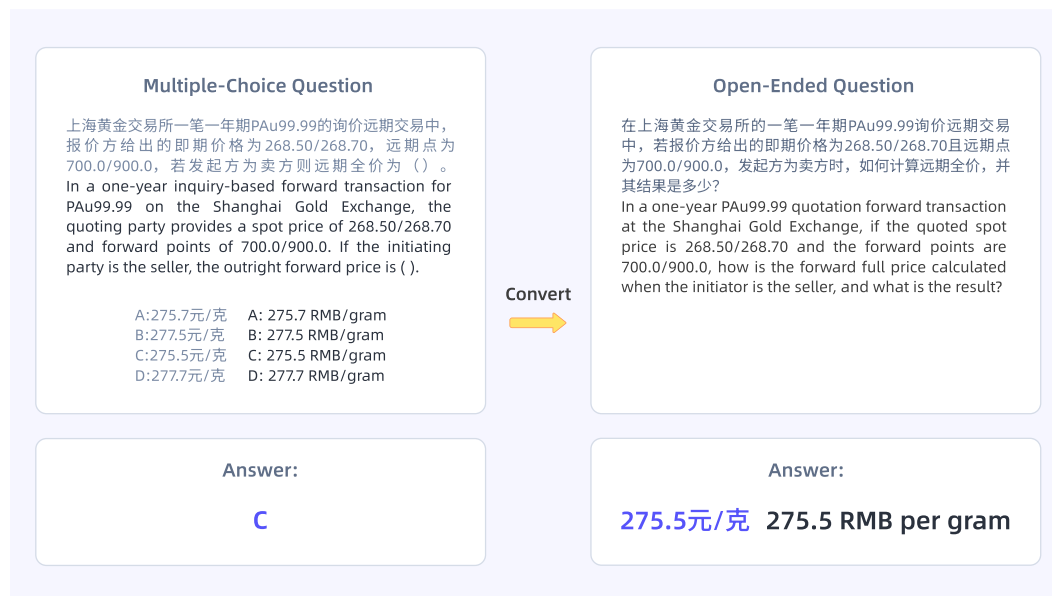 Multiple-Choice Question
上海黄金交易所一笔一年期PAu99.99的询价远期交易中，
报价方给出的即期价格为268.50/268.70，远期点为
700.0/900.0，若发起方为卖方则远期全价为（）。
In a one-year inquiry-based forward transaction for
PAu99.99 on the Shanghai Gold Exchange, the
quoting party provides a spot price of 268.50/268.70
and forward points of 700.0/900.0. If the initiating
party is the seller, the outright forward price is ( ).
A:275.7元/克 A: 275.7 RMB/gram
B:277.5元/克 B: 277.5 RMB/gram
C:275.5元/克 C: 275.5 RMB/gram
D:277.7元/克 D: 277.7 RMB/gram
Convert
Open-Ended Question
在上海黄金交易所的一笔一年期PAu99.99询价远期交易
中，若报价方给出的即期价格为268.50/268.70且远期点
为700.0/900.0，发起方为卖方时，如何计算远期全价，并
其结果是多少？
In a one-year PAu99.99 quotation forward transaction
at the Shanghai Gold Exchange, if the quoted spot
price is 268.50/268.70 and the forward points are
700.0/900.0, how is the forward full price calculated
when the initiator is the seller, and what is the result?
Answer:
C
Answer:
275.5元/克 275.5 RMB per gram